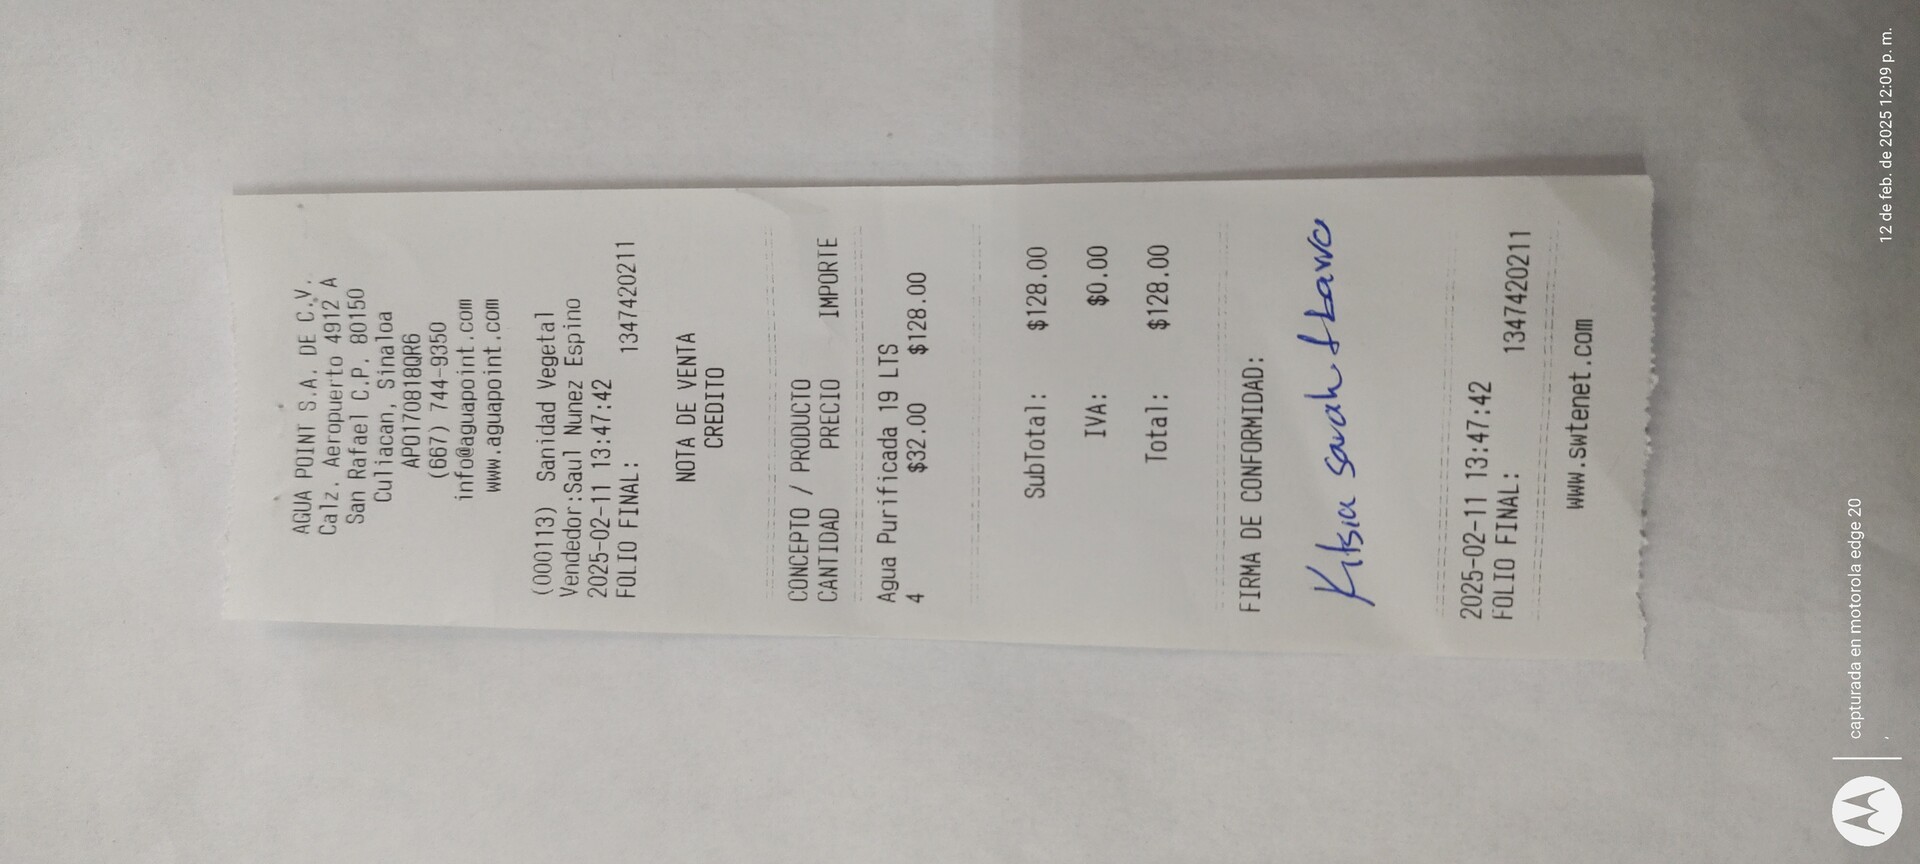 AGUA POINT S.A. DE C.V.
Calz. Aeropuerto 4912 A
San Rafael C.P. 80150
Culiacan, Sinaloa
APO170818QR6
(667) 744-9350
info@aguapoint.com
www.aguapoint.com
(000113) Sanidad Vegetal
Vendedor:Saul Nunez Espino
2025-02-11 13:47:42
FOLIO FINAL: 1347420211
NOTA DE VENTA
CREDITO
CONCEPTO / PRODUCTO
CANTIDAD PRECIO IMPORTE
Agua Purificada 19 LTS
4 $32.00 $128.00
SubTotal: $128.00
IVA: $0.00
Total: $128.00
FIRMA DE CONFORMIDAD:
Kitsia Sarah
2025-02-11 13:47:42
FOLIO FINAL: 1347420211
www.swtenet.com
capturada en motorola edge 20
12 de feb. de 2025 12:09 p. m.